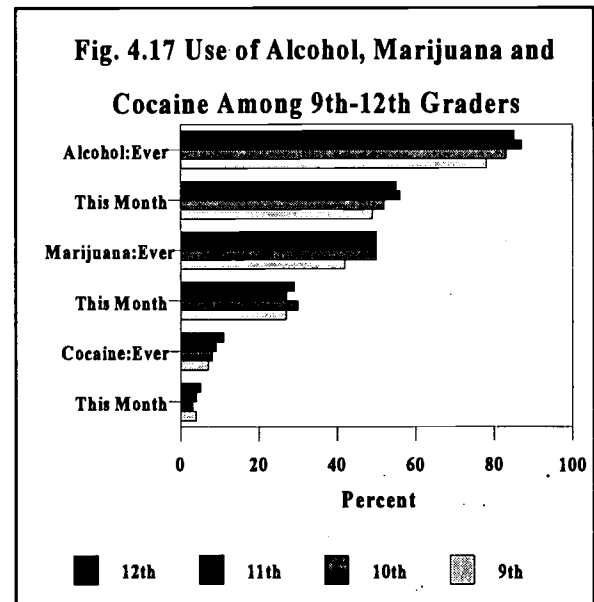 Fig. 4.17 Use of Alcohol, Marijuana and
Cocaine Among 9th-12th Graders
Alcohol:Ever
This Month
Marijuana:Ever
This Month
Cocaine:Ever
This Month
0 20 40 60 80 100
Percent
12th 11th 10th 9th